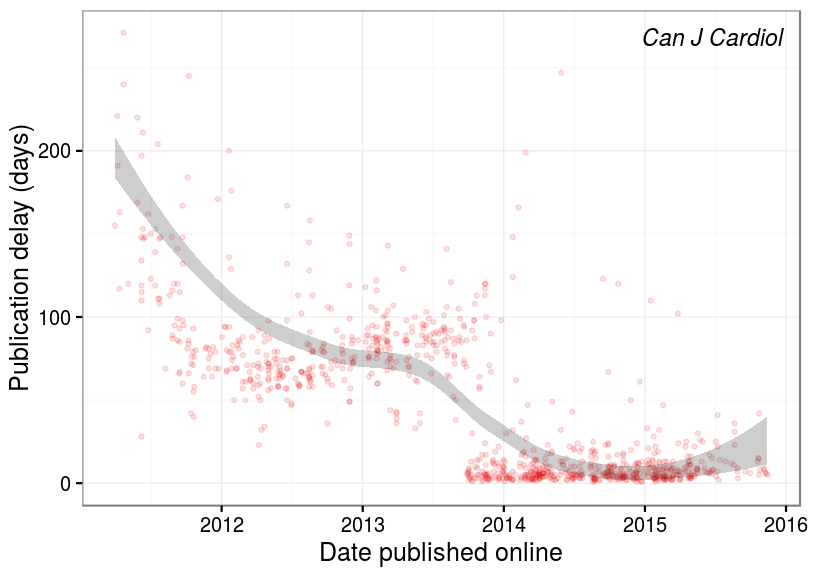 Can J Cardiol
Publication delay (days)
200
100
0
2012 2013 2014 2015 2016
Date published online